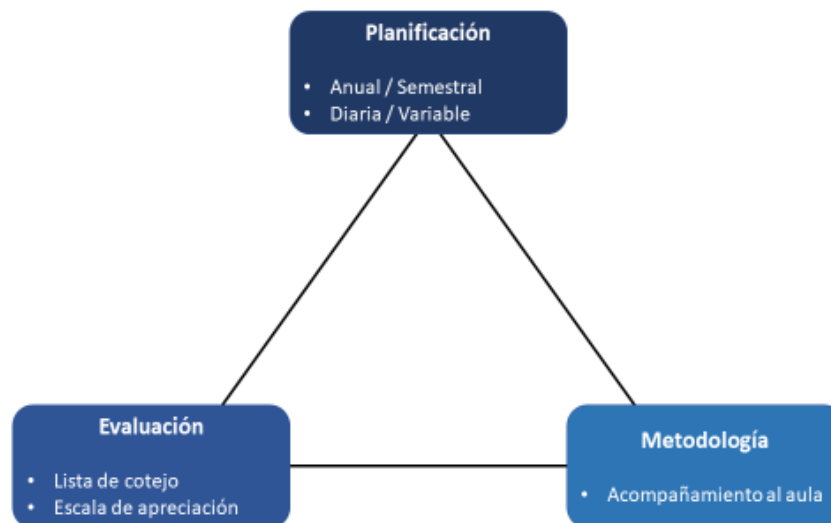 Planificación
• Anual / Semestral
• Diaria / Variable
Evaluación
• Lista de cotejo
• Escala de apreciación
Metodología
• Acompañamiento al aula